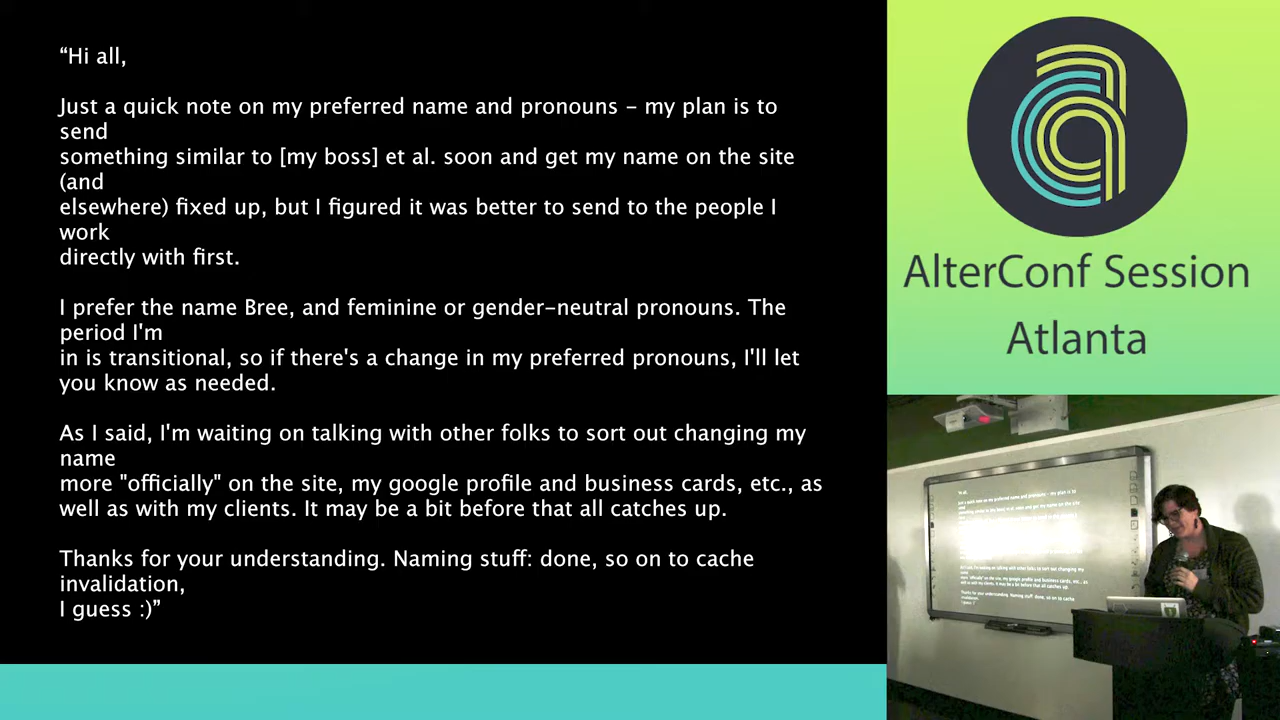 “Hi all,
Just a quick note on my preferred name and pronouns – my plan is to
send
something similar to [my boss] et al. soon and get my name on the site
(and
elsewhere) fixed up, but I figured it was better to send to the people I
work
directly with first.
I prefer the name Bree, and feminine or gender-neutral pronouns. The
period I'm
in is transitional, so if there's a change in my preferred pronouns, I'll let
you know as needed.
As I said, I'm waiting on talking with other folks to sort out changing my
name
more "officially" on the site, my google profile and business cards, etc., as
well as with my clients. It may be a bit before that all catches up.
Thanks for your understanding. Naming stuff: done, so on to cache
invalidation,
I guess :)”
AlterConf Session
Atlanta